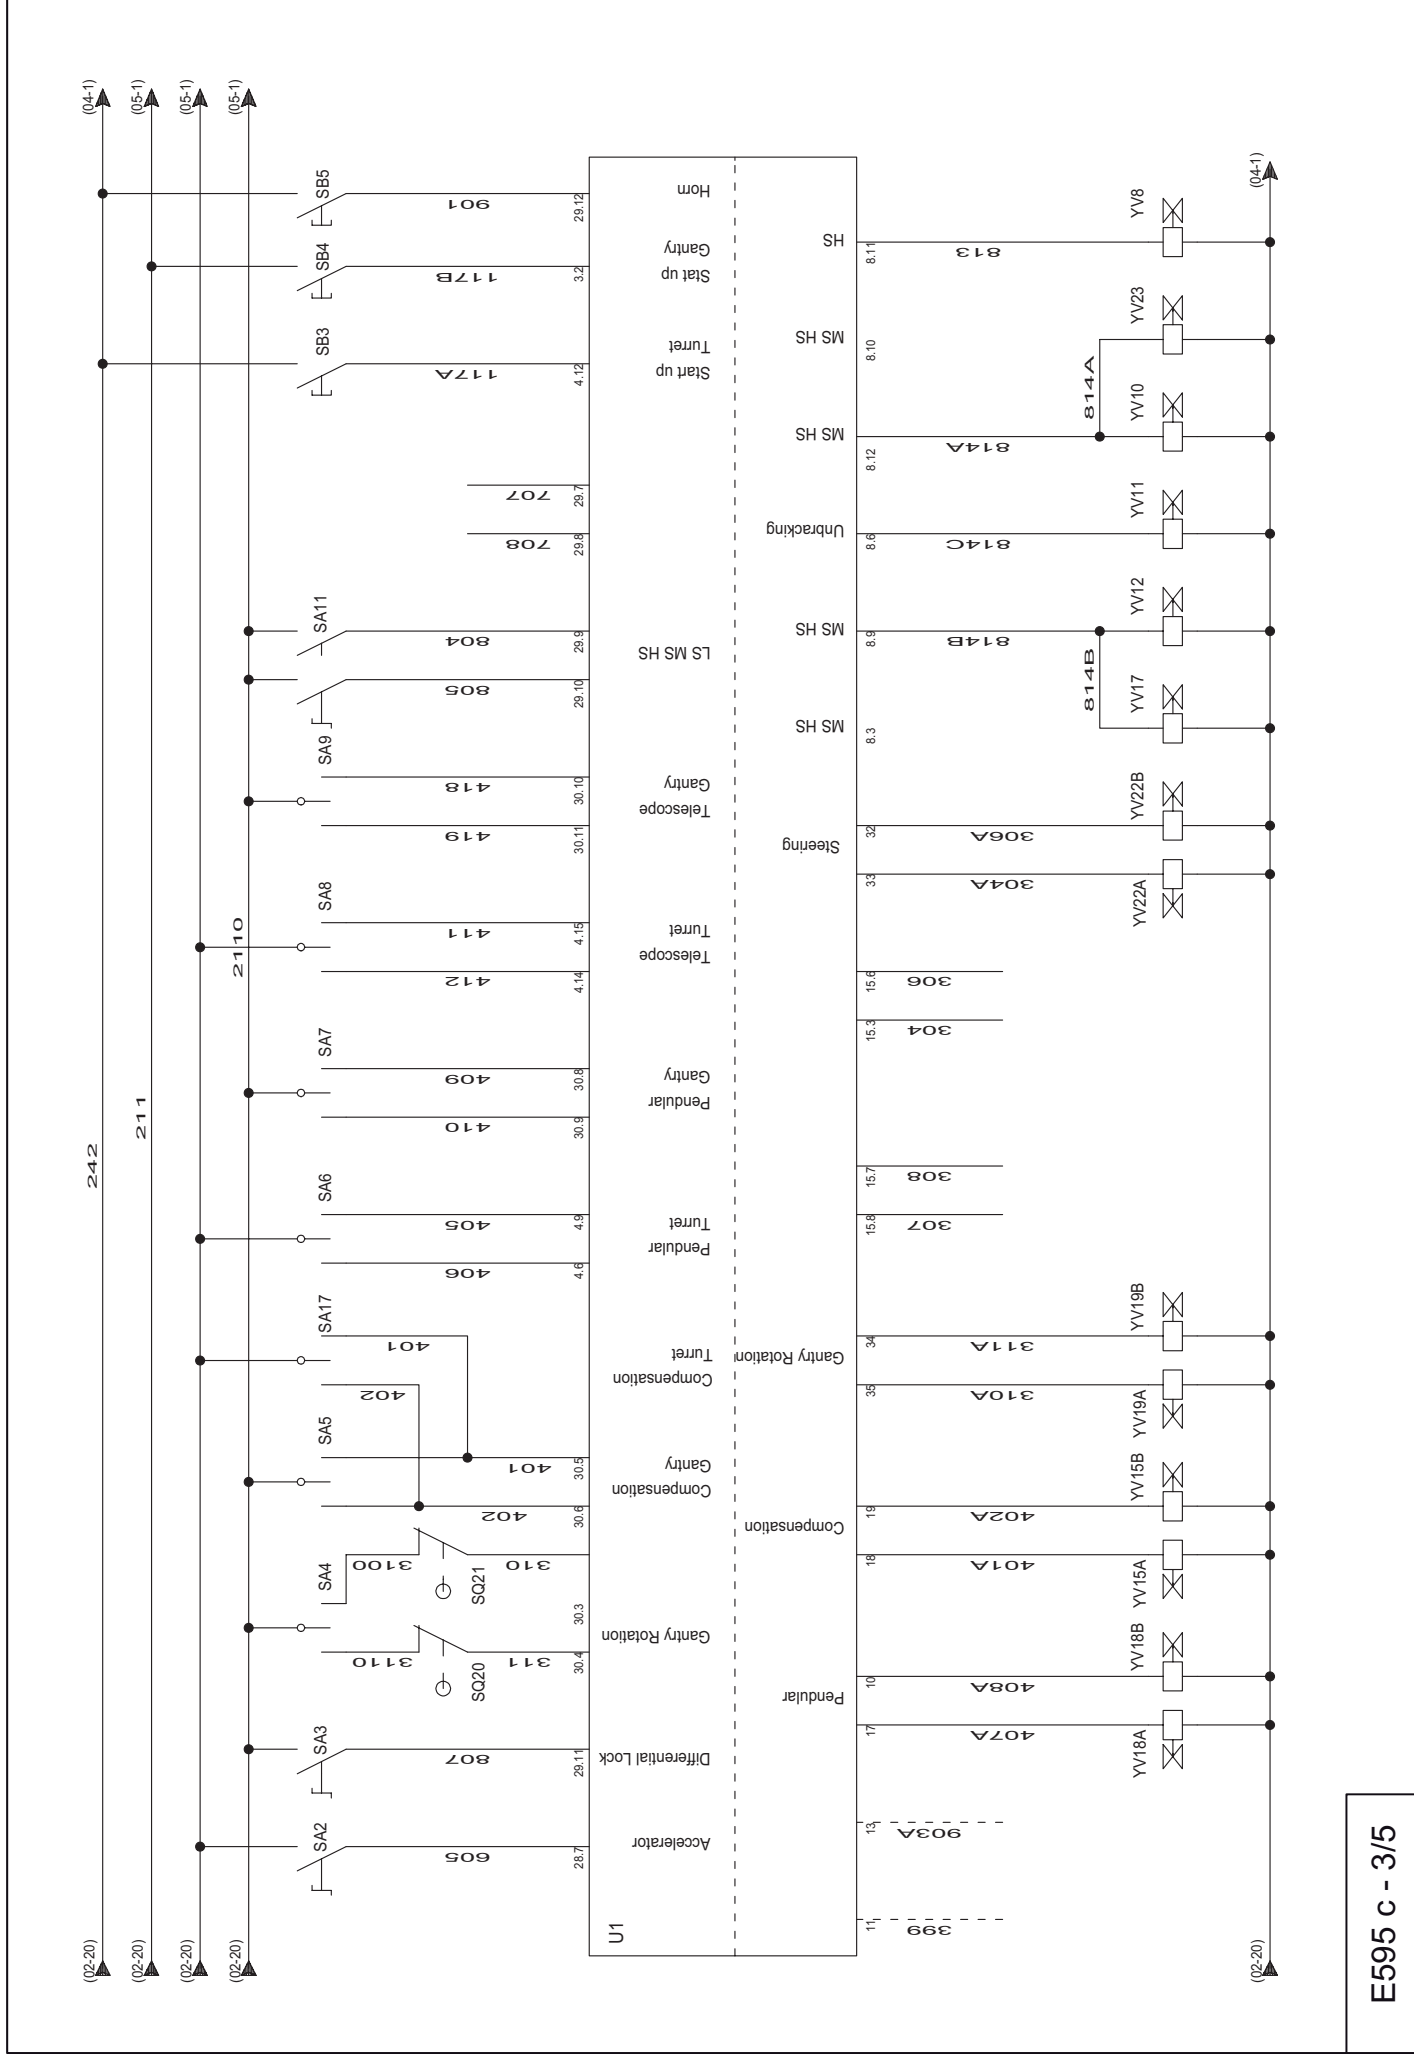 (02-20)
242
(04-1)
(02-20)
211
(05-1)
(02-20)
(05-1)
(02-20)
2110
(05-1)
SA2
SA3
SA4
SA5
SA17
SA6
SA7
SA8
SA9
SA11
SB3
SB4
SB5
SQ20
SQ21
605
807
3110
311
3100
310
402
401
402
401
406
405
410
409
412
411
419
418
805
804
708
707
117A
117B
901
28.7
29.11
30.4
30.3
30.6
30.5
4.6
4.9
30.9
30.8
4.14
4.15
30.11
30.10
29.10
29.9
29.8
29.7
4.12
3.2
29.12
U1
Accelerator
Differential Lock
Gantry Rotation
Compensation
Gantry
Compensation
Turret
Pendular
Turret
Pendular
Gantry
Telescope
Turret
Telescope
Gantry
LS MS HS
Start up
Turret
Stat up
Gantry
Horn
Pendular
Compensation
Gantry Rotation
Steering
MS HS
MS HS
Unbracking
MS HS
MS HS
HS
11
13
17
10
18
19
35
34
15.8
15.7
15.3
15.6
33
32
8.3
8.9
8.6
8.12
8.10
8.11
399
903A
407A
408A
401A
402A
310A
311A
307
308
304
306
304A
306A
814B
814B
814C
814A
814A
813
YV18A
YV18B
YV15A
YV15B
YV19A
YV19B
YV22A
YV22B
YV17
YV12
YV11
YV10
YV23
YV8
(02-20)
(04-1)
E595 c - 3/5